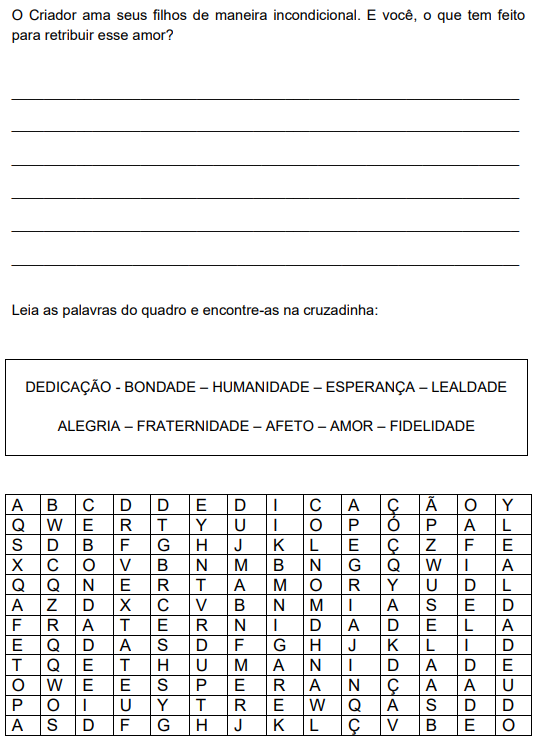 O Criador ama seus filhos de maneira incondicional. E você, o que tem feito
para retribuir esse amor?
Leia as palavras do quadro e encontre-as na cruzadinha:
DEDICAÇÃO - BONDADE – HUMANIDADE – ESPERANÇA – LEALDADE
ALEGRIA – FRATERNIDADE – AFETO – AMOR – FIDELIDADE
A B C D D E D I C A Ç Ã O Y
Q W E R T Y U I O P Ó P A L
S D B F G H J K L E Ç Z F E
X C O V B N M B N G Q W I A
Q Q N E R T A M O R Y U D L
A Z D X C V B N M I A S E D
F R A T E R N I D A D E L A
E Q D A S D F G H J K L I D
T Q E T H U M A N I D A D E
O W E E S P E R A N Ç A A U
P O I U Y T R E W Q A S D D
A S D F G H J K L Ç V B E O